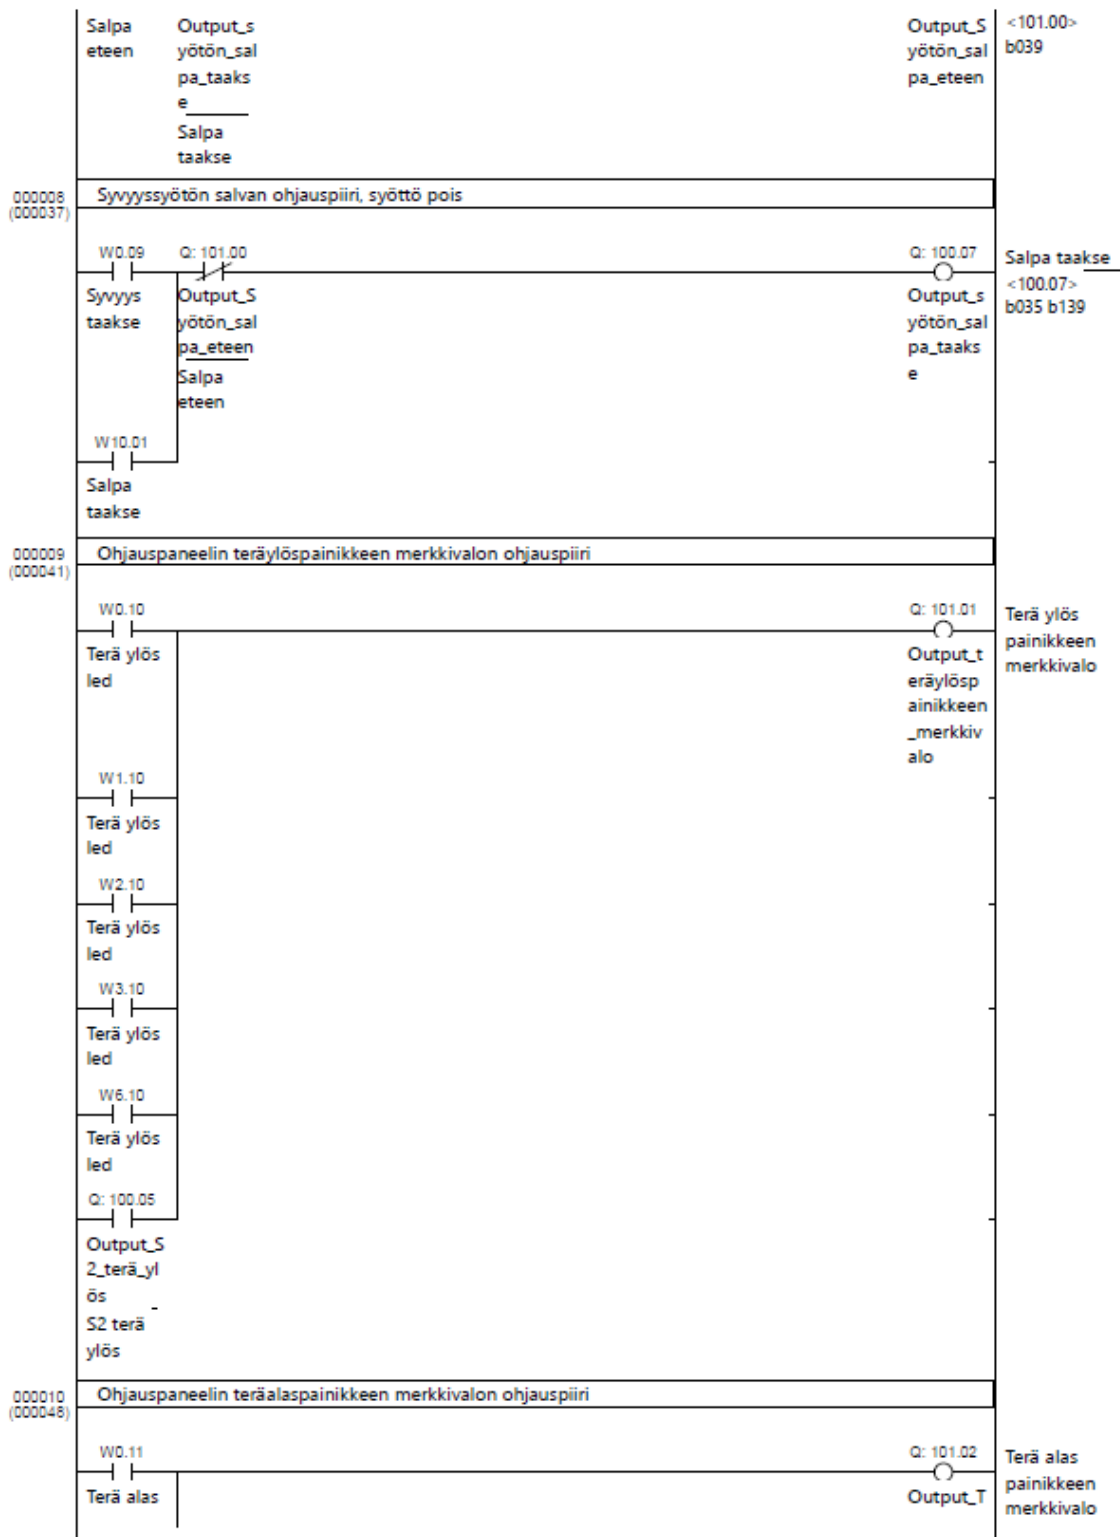 Salpa
eteen
Output_s
yötön_sal
pa_taaks
e
Salpa
taakse
Output_S
yötön_sal
pa_eteen
<101.00>
b039
000008
(000037)
Syvyyssyötön salvan ohjauspiiri, syöttö pois
W0.09
Syvyys
taakse
Q: 101.00
Output_S
yötön_sal
pa_eteen
Salpa
eteen
Q: 100.07
Output_s
yötön_sal
pa_taaks
e
Salpa taakse
<100.07>
b035 b139
W10.01
Salpa
taakse
000009
(000041)
Ohjauspaneelin teräylöspainikkeen merkkivalon ohjauspiiri
W0.10
Terä ylös
led
Q: 101.01
Output_t
eräylösp
ainikkeen
_merkkiv
alo
Terä ylös
painikkeen
merkkivalo
W1.10
Terä ylös
led
W2.10
Terä ylös
led
W3.10
Terä ylös
led
W6.10
Terä ylös
led
Q: 100.05
Output_S
2_terä_yl
ös
S2 terä
ylös
000010
(000048)
Ohjauspaneelin teräalaspainikkeen merkkivalon ohjauspiiri
W0.11
Terä alas
Q: 101.02
Output_T
Terä alas
painikkeen
merkkivalo